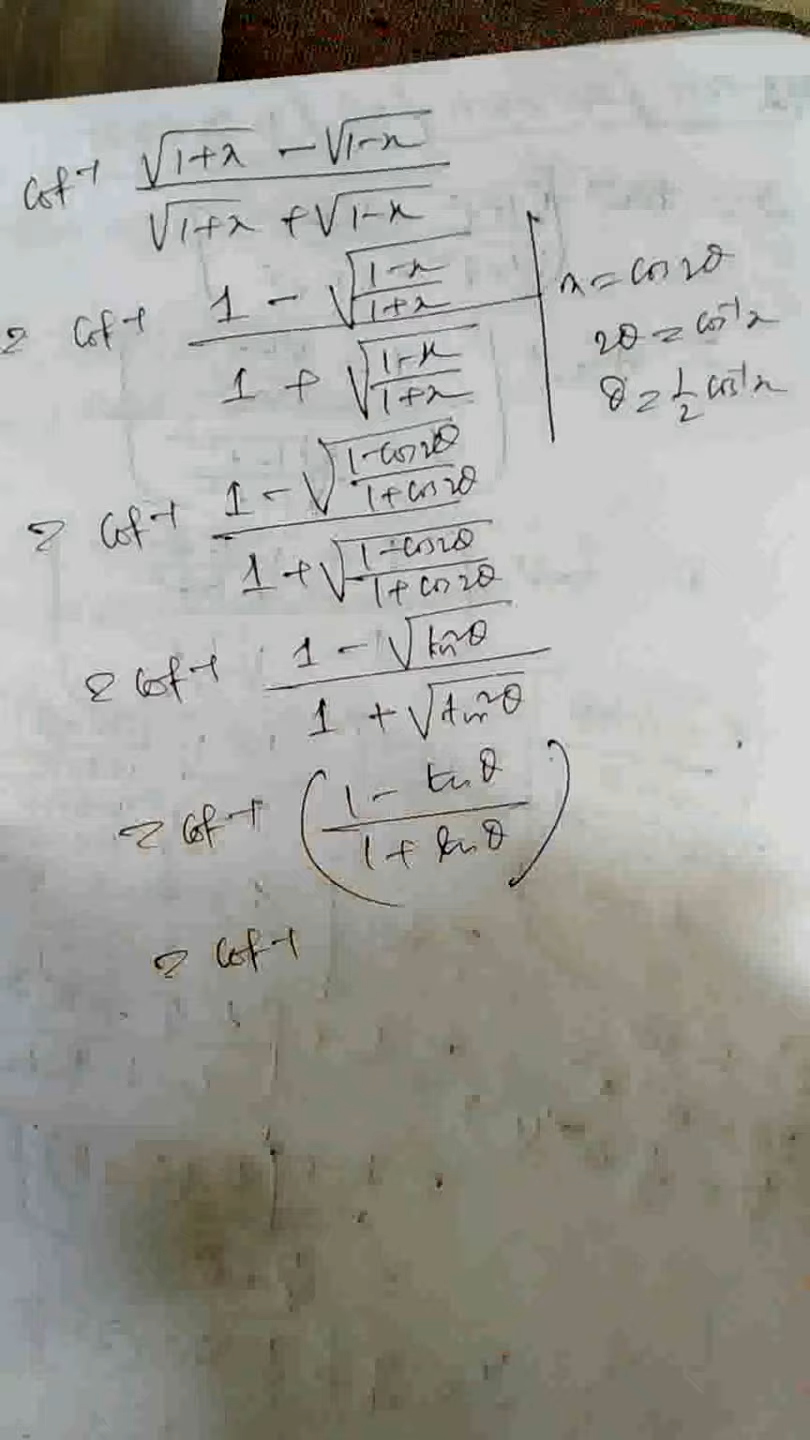 cot⁻¹ (√(1+x) − √(1−x)) / (√(1+x) + √(1−x))
= cot⁻¹ (1 − √((1−x)/(1+x))) / (1 + √((1−x)/(1+x)))
x = cos2θ
2θ = cos⁻¹x
θ = 1/2 cos⁻¹x
= cot⁻¹ (1 − √((1−cos2θ)/(1+cos2θ))) / (1 + √((1−cos2θ)/(1+cos2θ)))
= cot⁻¹ (1 − √(tan²θ)) / (1 + √(tan²θ))
= cot⁻¹ ((1 − tanθ) / (1 + tanθ))
= cot⁻¹